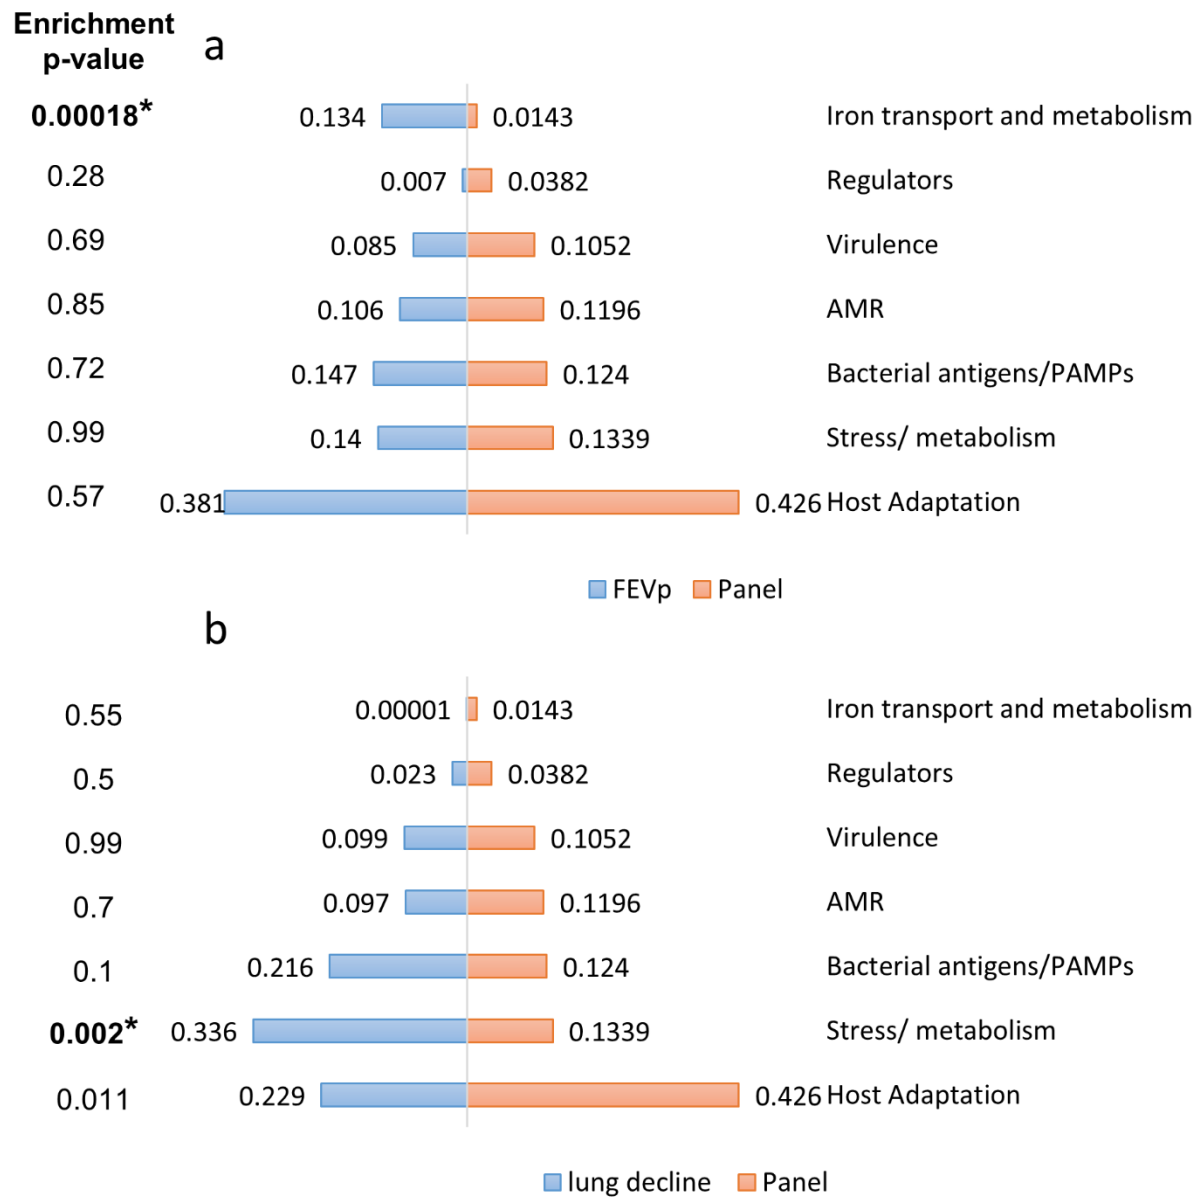 Enrichment
p-value
a
0.00018* 0.134 0.0143 Iron transport and metabolism
0.28 0.007 0.0382 Regulators
0.69 0.085 0.1052 Virulence
0.85 0.106 0.1196 AMR
0.72 0.147 0.124 Bacterial antigens/PAMPs
0.99 0.14 0.1339 Stress/ metabolism
0.57 0.381 0.426 Host Adaptation
FEVp Panel
b
0.55 0.00001 0.0143 Iron transport and metabolism
0.5 0.023 0.0382 Regulators
0.99 0.099 0.1052 Virulence
0.7 0.097 0.1196 AMR
0.1 0.216 0.124 Bacterial antigens/PAMPs
0.002* 0.336 0.1339 Stress/ metabolism
0.011 0.229 0.426 Host Adaptation
lung decline Panel